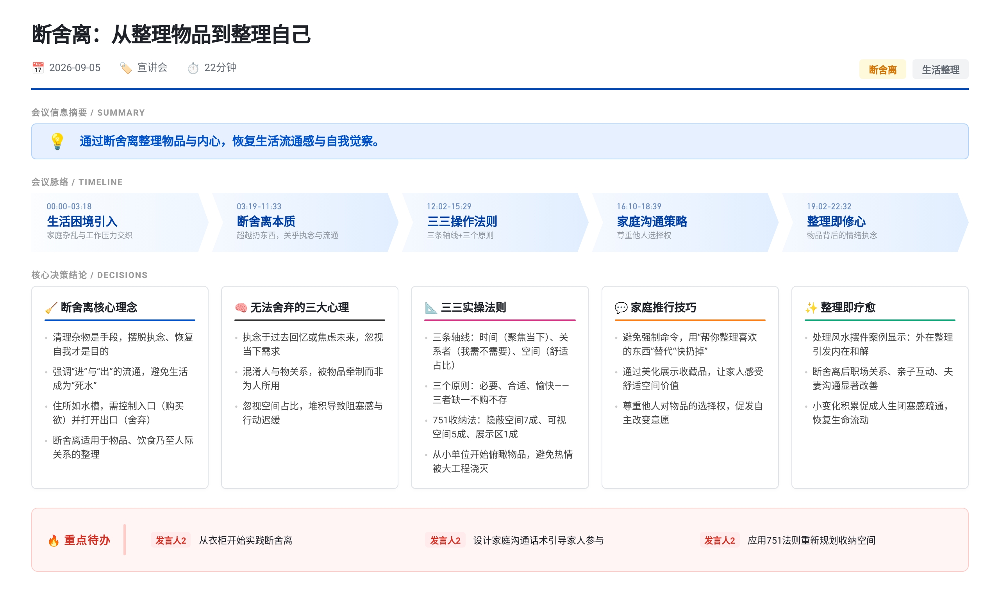 断舍离：从整理物品到整理自己
2026-09-05 宣讲会 22分钟
断舍离 生活整理
会议信息摘要 / SUMMARY
通过断舍离整理物品与内心，恢复生活流通感与自我觉察。
会议脉络 / TIMELINE
00:00-03:18
生活困境引入
家庭杂乱与工作压力交织
03:19-11:33
断舍离本质
超越扔东西，关乎执念与流通
12:02-15:29
三三操作法则
三条轴线+三个原则
16:10-18:39
家庭沟通策略
尊重他人选择权
19:02-22:32
整理即修心
物品背后的情绪执念
核心决策结论 / DECISIONS
断舍离核心理念
清理杂物是手段，摆脱执念、恢复
自我才是目的
强调“进”与“出”的流通，避免生活
成为“死水”
住所如水槽，需控制入口（购买
欲）并打开出口（舍弃）
断舍离适用于物品、饮食乃至人际
关系的整理
无法舍弃的三大心理
执念于过去回忆或焦虑未来，忽视
当下需求
混淆人与物关系，被物品牵制而非
为人所用
忽视空间占比，堆积导致阻塞感与
行动迟缓
三三实操法则
三条轴线：时间（聚焦当下）、关
系者（我需不需要）、空间（舒适
占比）
三个原则：必要、合适、愉快——
三者缺一不购不存
751收纳法：隐蔽空间7成、可视
空间5成、展示区1成
从小单位开始俯瞰物品，避免热情
被大工程浇灭
家庭推行技巧
避免强制命令，用“帮你整理喜欢
的东西”替代“快扔掉”
通过美化展示收藏品，让家人感受
舒适空间价值
尊重他人对物品的选择权，促发自
主改变意愿
整理即疗愈
处理风水摆件案例显示：外在整理
引发内在和解
断舍离后职场关系、亲子互动、夫
妻沟通显著改善
小变化积累促成人生闭塞感疏通，
恢复生命流动
重点待办
发言人2 从衣柜开始实践断舍离
发言人2 设计家庭沟通话术引导家人参与
发言人2 应用751法则重新规划收纳空间